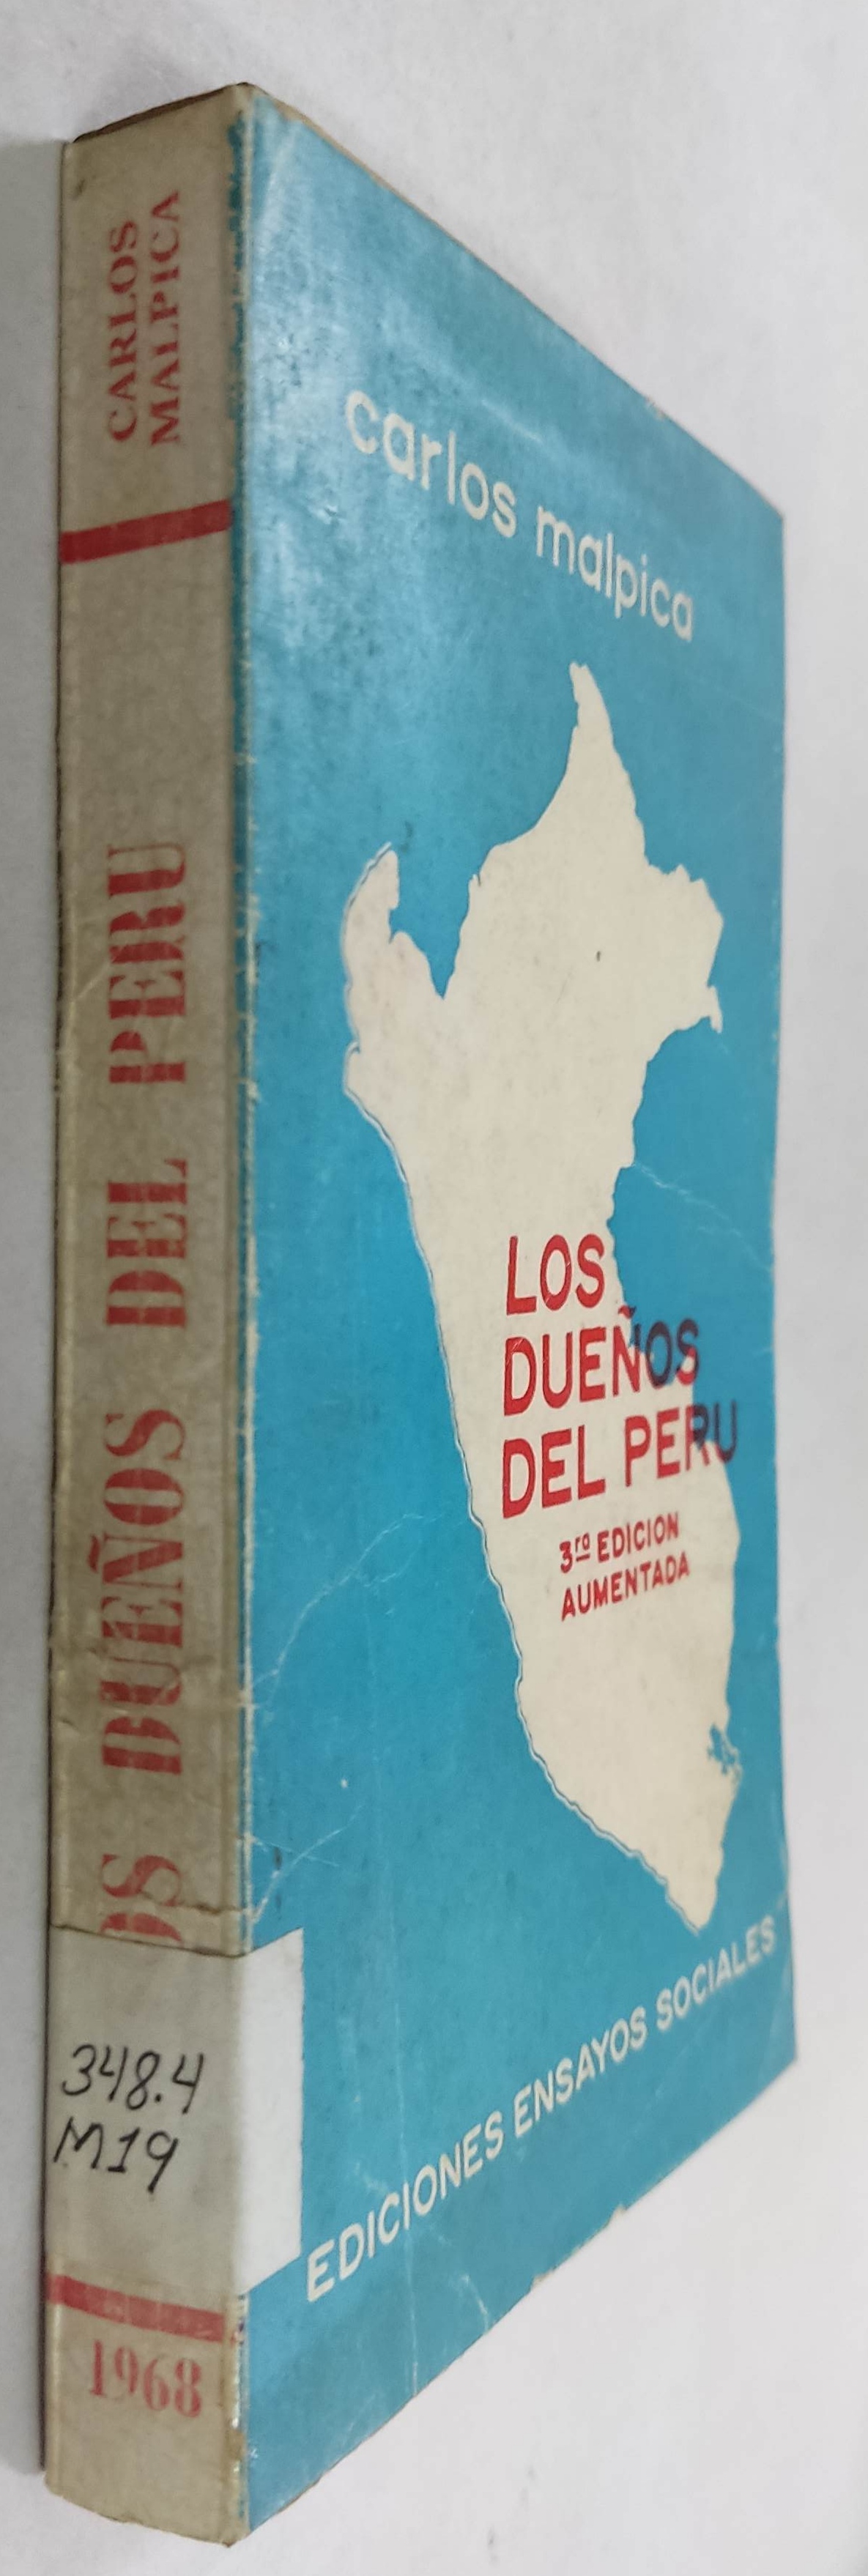 CARLOS
MALPICA
OS DUEÑOS DEL PERU
348.4
M19
1968
carlos malpica
LOS
DUEÑOS
DEL PERU
3ra EDICION
AUMENTADA
EDICIONES ENSAYOS SOCIALES